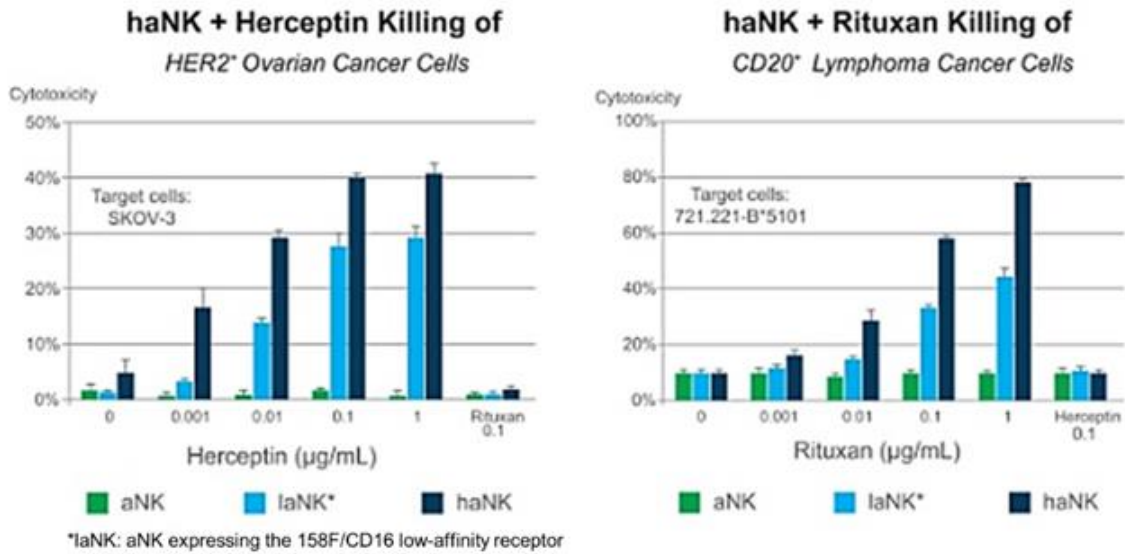 haNK + Herceptin Killing of
HER2+ Ovarian Cancer Cells
Cytotoxicity
50%
40%
30%
20%
10%
0%
Target cells:
SKOV-3
0
0.001
0.01
0.1
1
Rituxan
0.1
Herceptin (μg/mL)
aNK
laNK*
haNK
*laNK: aNK expressing the 158F/CD16 low-affinity receptor
haNK + Rituxan Killing of
CD20+ Lymphoma Cancer Cells
Cytotoxicity
100%
80%
60%
40%
20%
0%
Target cells:
721.221-B*5101
0
0.001
0.01
0.1
1
Herceptin
0.1
Rituxan (μg/mL)
aNK
laNK*
haNK